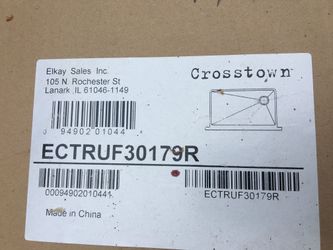 Elkay Sales Inc.
105 N. Rochester St
Lanark IL 61046-1149
Crosstown
94902 01044
ECTRUF30179R
00094902010441
ECTRUF30179R
Made in China